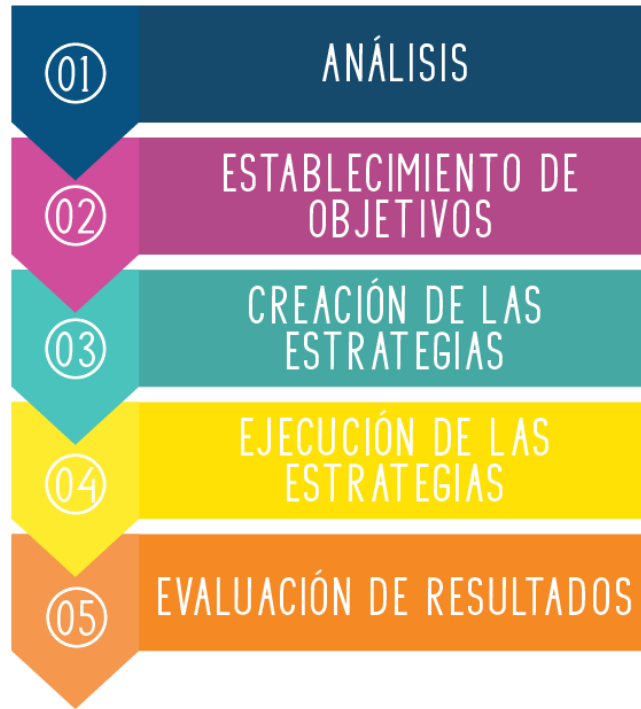 01
ANÁLISIS
02
ESTABLECIMIENTO DE
OBJETIVOS
03
CREACIÓN DE LAS
ESTRATEGIAS
04
EJECUCIÓN DE LAS
ESTRATEGIAS
05
EVALUACIÓN DE RESULTADOS